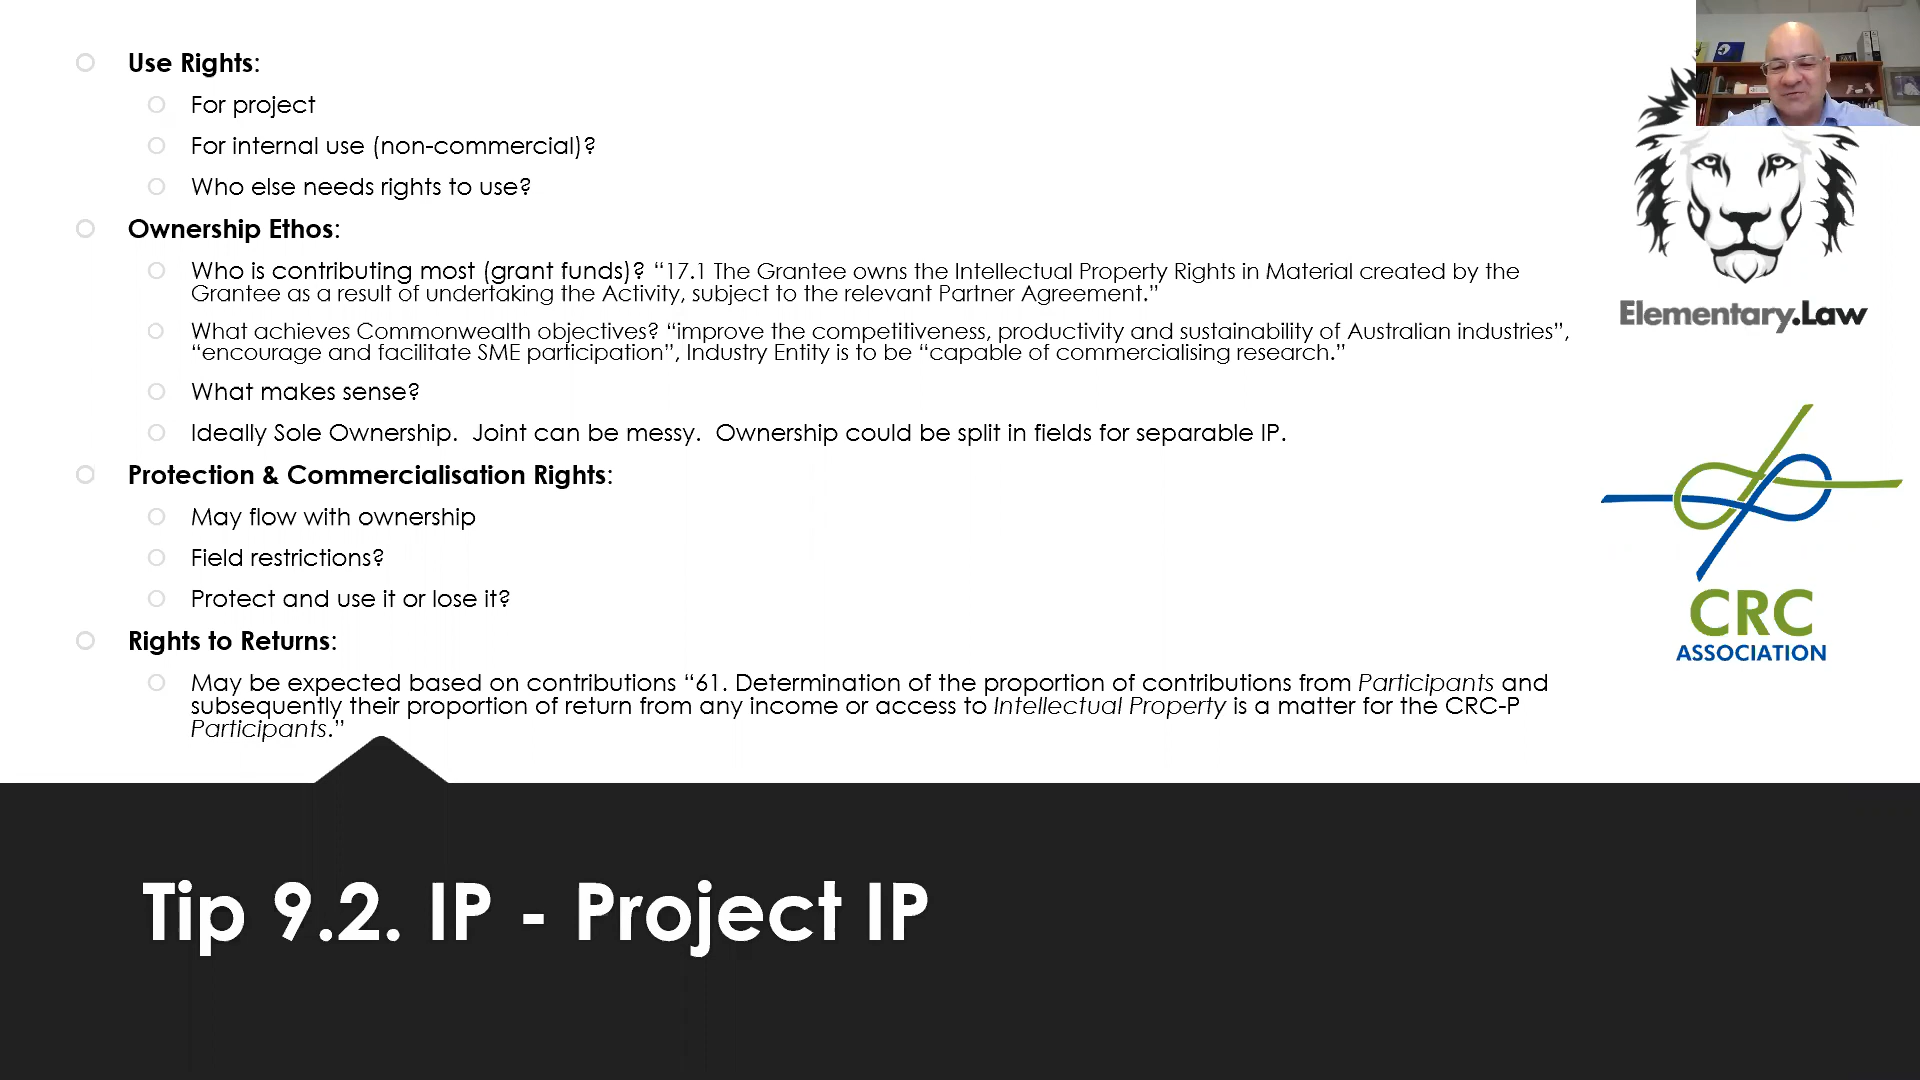 Use Rights:
For project
For internal use (non-commercial)?
Who else needs rights to use?
Ownership Ethos:
Who is contributing most (grant funds)? “17.1 The Grantee owns the Intellectual Property Rights in Material created by the
Grantee as a result of undertaking the Activity, subject to the relevant Partner Agreement.”
What achieves Commonwealth objectives? “improve the competitiveness, productivity and sustainability of Australian industries”,
“encourage and facilitate SME participation”, Industry Entity is to be “capable of commercialising research.”
What makes sense?
Ideally Sole Ownership.  Joint can be messy.  Ownership could be split in fields for separable IP.
Protection & Commercialisation Rights:
May flow with ownership
Field restrictions?
Protect and use it or lose it?
Rights to Returns:
May be expected based on contributions “61. Determination of the proportion of contributions from Participants and
subsequently their proportion of return from any income or access to Intellectual Property is a matter for the CRC-P
Participants.”
Elementary.Law
CRC
ASSOCIATION
Tip 9.2. IP - Project IP